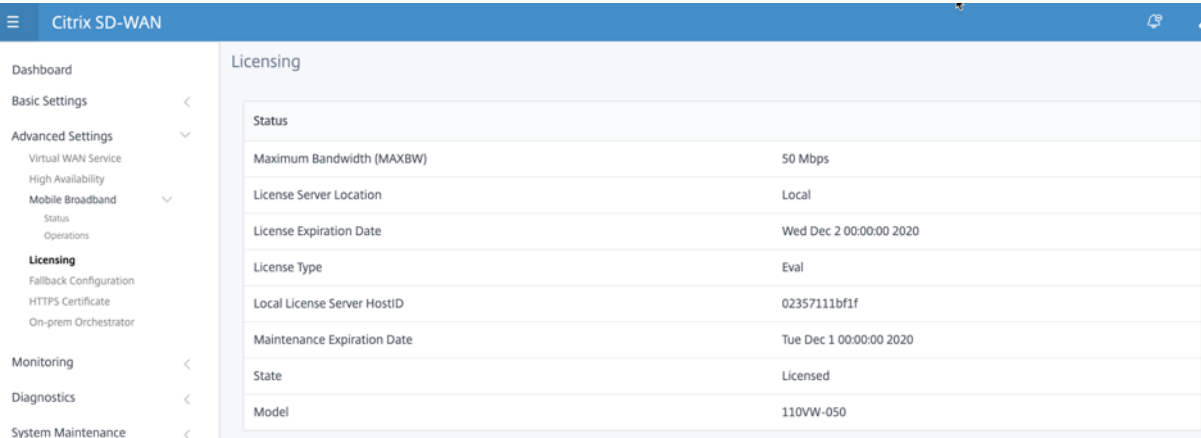 Citrix SD-WAN
Dashboard
Basic Settings
Advanced Settings
Virtual WAN Service
High Availability
Mobile Broadband
Status
Operations
Licensing
Fallback Configuration
HTTPS Certificate
On-prem Orchestrator
Monitoring
Diagnostics
System Maintenance
Licensing
Status
Maximum Bandwidth (MAXBW) 50 Mbps
License Server Location Local
License Expiration Date Wed Dec 2 00:00:00 2020
License Type Eval
Local License Server HostID 02357111bf1f
Maintenance Expiration Date Tue Dec 1 00:00:00 2020
State Licensed
Model 110VW-050